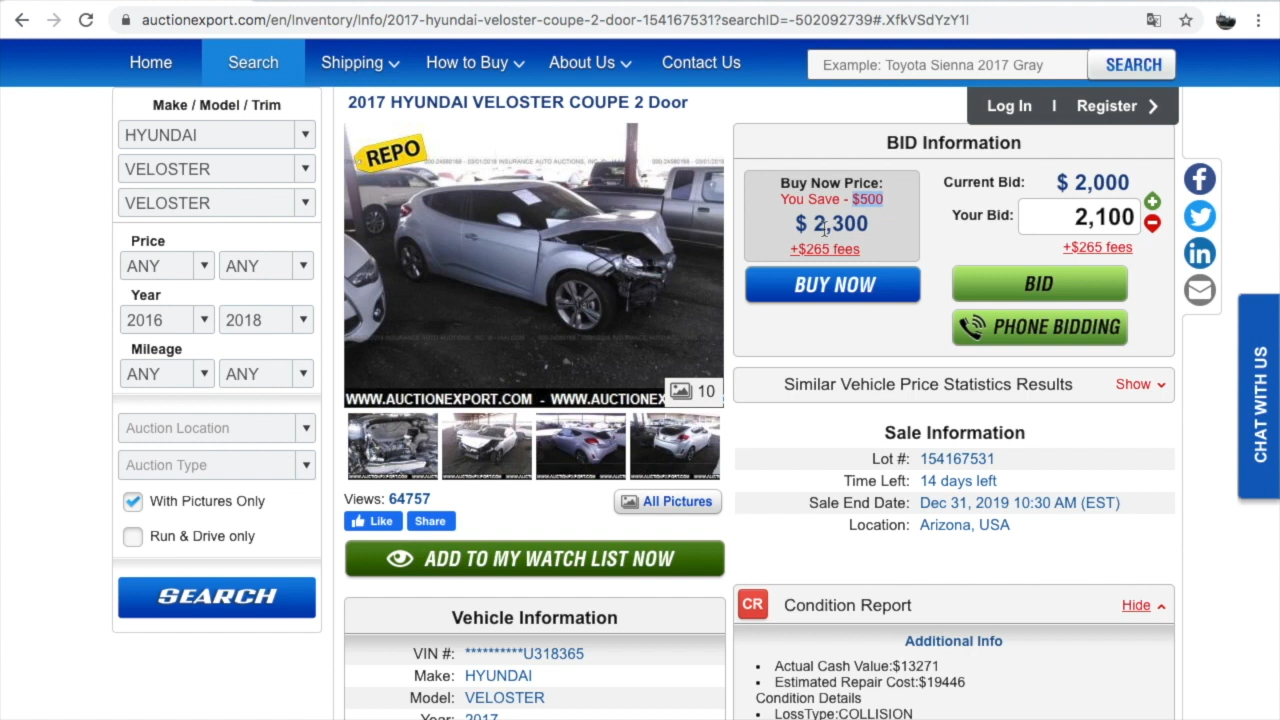 auctionexport.com/en/Inventory/Info/2017-hyundai-veloster-coupe-2-door-154167531?searchID=-502092739#.XfkVSdYzY1I
Home Search Shipping How to Buy About Us Contact Us Example: Toyota Sienna 2017 Gray SEARCH
Log In I Register
Make / Model / Trim
HYUNDAI
VELOSTER
VELOSTER
Price
ANY ANY
Year
2016 2018
Mileage
ANY ANY
Auction Location
Auction Type
With Pictures Only
Run & Drive only
SEARCH
2017 HYUNDAI VELOSTER COUPE 2 Door
REPO
WWW.AUCTIONEXPORT.COM - WWW.AUCTIONEX
10
Views: 64757
All Pictures
Like Share
ADD TO MY WATCH LIST NOW
Vehicle Information
VIN #: **********U318365
Make: HYUNDAI
Model: VELOSTER
Year: 2017
BID Information
Buy Now Price:
You Save - $500
$ 2,300
+$265 fees
BUY NOW
Current Bid: $ 2,000
Your Bid: 2,100
+$265 fees
BID
PHONE BIDDING
Similar Vehicle Price Statistics Results Show
Sale Information
Lot #: 154167531
Time Left: 14 days left
Sale End Date: Dec 31, 2019 10:30 AM (EST)
Location: Arizona, USA
CR Condition Report Hide
Additional Info
Actual Cash Value:$13271
Estimated Repair Cost:$19446
Condition Details
LossType:COLLISION
CHAT WITH US